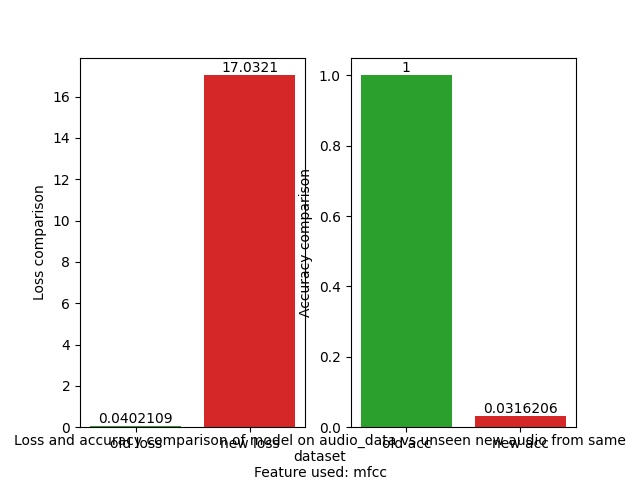 17.0321
1
16
14
12
10
8
6
4
2
0
Loss comparison
0.0402109
old loss
new loss
1.0
0.8
0.6
0.4
0.2
0.0
Accuracy comparison
0.0316206
old acc
new acc
Loss and accuracy comparison of model on audio_data vs unseen new audio from same
dataset
Feature used: mfcc